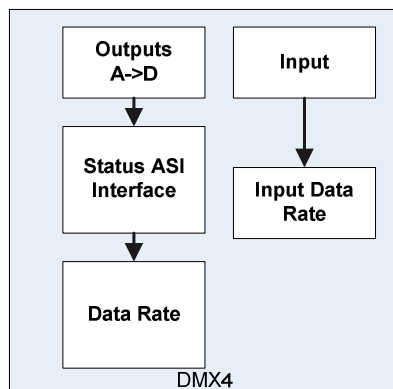 Outputs
A->D
Status ASI
Interface
Data Rate
Input
Input Data
Rate
DMX4